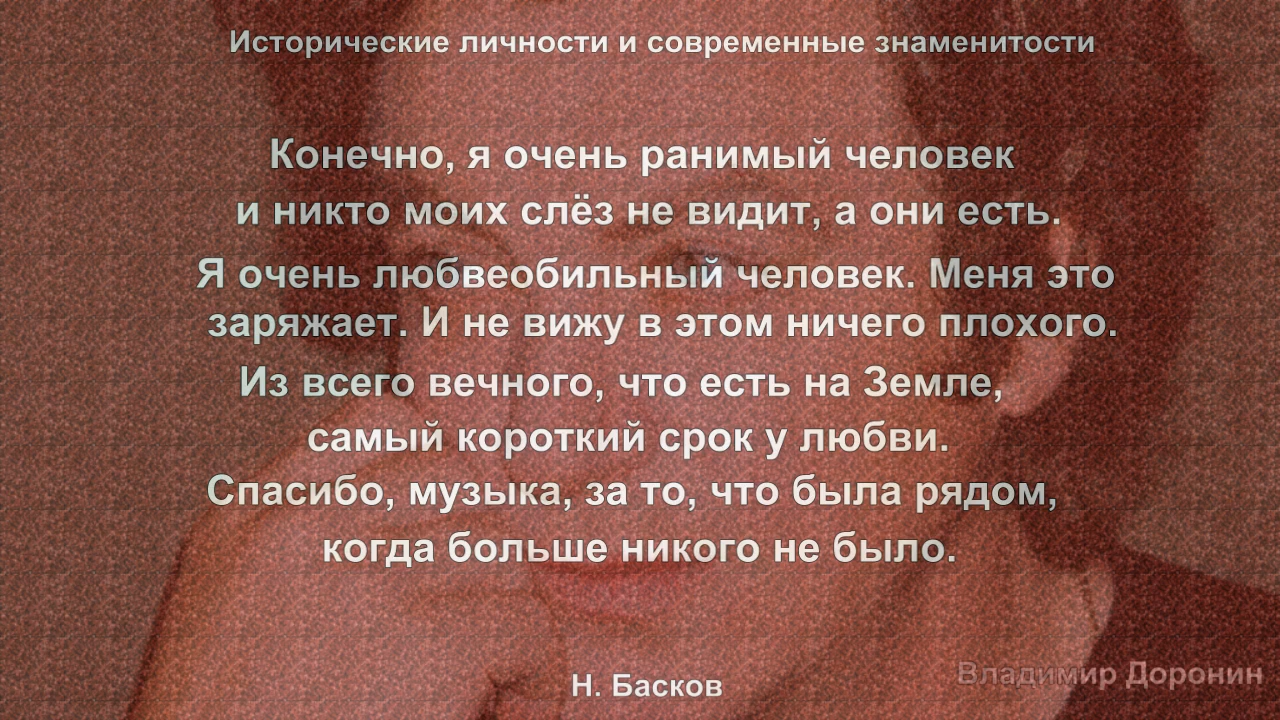 Исторические личности и современные знаменитости
Конечно, я очень ранимый человек
и никто моих слёз не видит, а они есть.
Я очень любвеобильный человек. Меня это
заряжает. И не вижу в этом ничего плохого.
Из всего вечного, что есть на Земле,
самый короткий срок у любви.
Спасибо, музыка, за то, что была рядом,
когда больше никого не было.
Н. Басков
Владимир Доронин